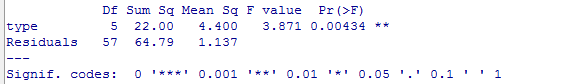 Df Sum Sq Mean Sq F value Pr(>F)
type 5 22.00 4.400 3.871 0.00434 **
Residuals 57 64.79 1.137
---
Signif. codes: 0 '***' 0.001 '**' 0.01 '*' 0.05 '.' 0.1 ' ' 1